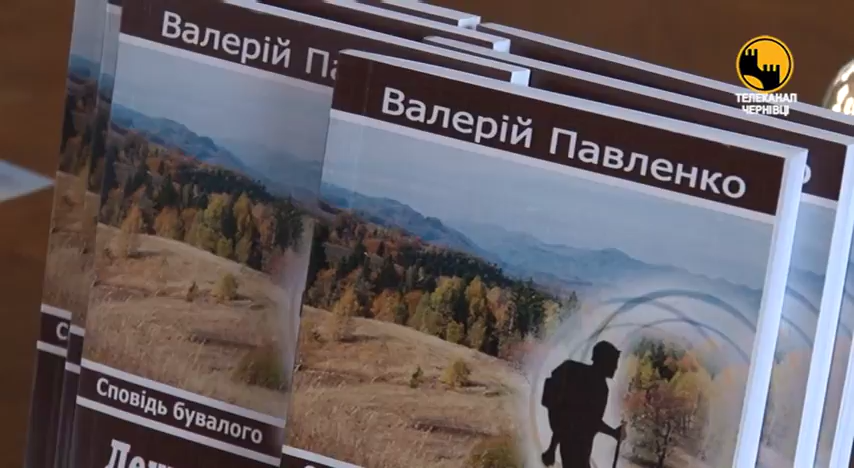 Валерій Павленко
Валерій Па
Сповідь бувалого
ТЕЛЕКАНАЛ
ЧЕРНІВЦІ